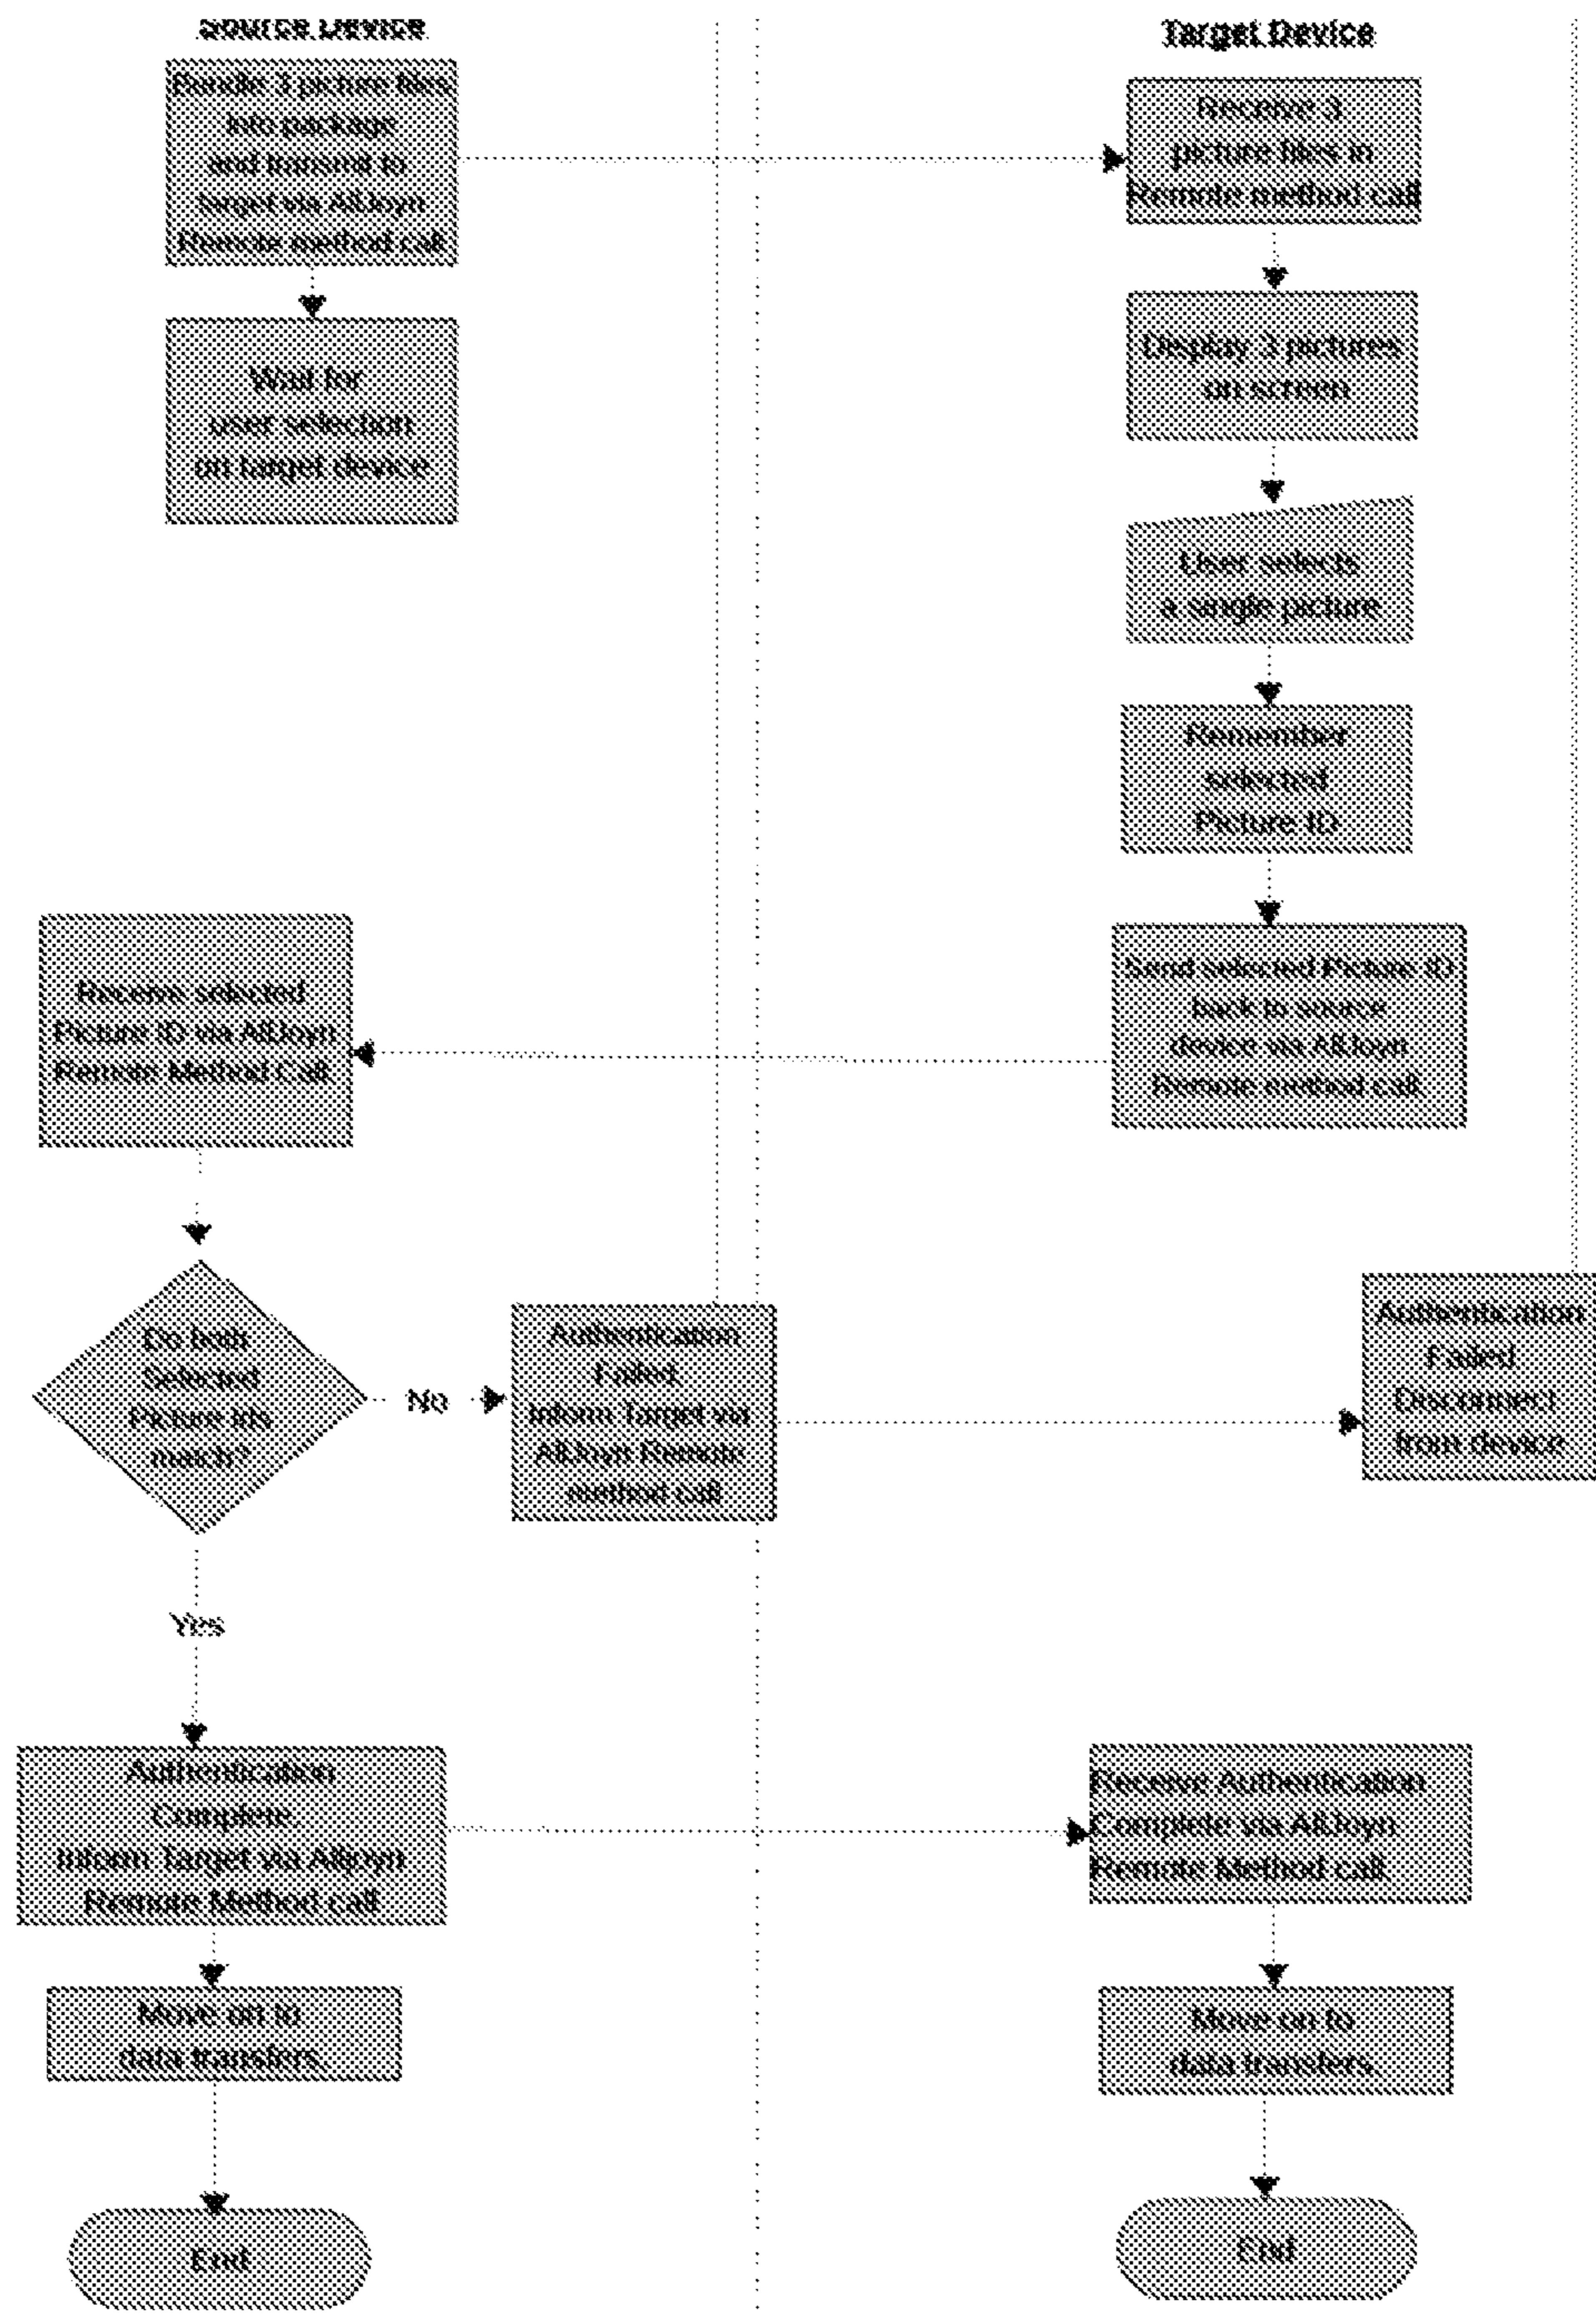 Source Device
Bundle 3 picture files
into package
and transmit to
target via AllJoyn
Remote method call
Wait for
user selection
on target device
Target Device
Receive 3
picture files in
Remote method call
Display 3 pictures
on screen
User selects
a single picture
Remember
selected
Picture ID
Send selected Picture ID
back to source
device via AllJoyn
Remote method call
Receive selected
Picture ID via AllJoyn
Remote Method Call
Do both
Selected
Picture Ids
match?
No
Authentication
Failed.
Inform Target via
AllJoyn Remote
method call
Authentication
Failed
Disconnect
from device
Yes
Authentication
Complete.
Inform Target via Alljoyn
Remote Method call
Receive Authentication
Complete via AllJoyn
Remote Method call
Move on to
data transfers.
Move on to
data transfers.
End
End